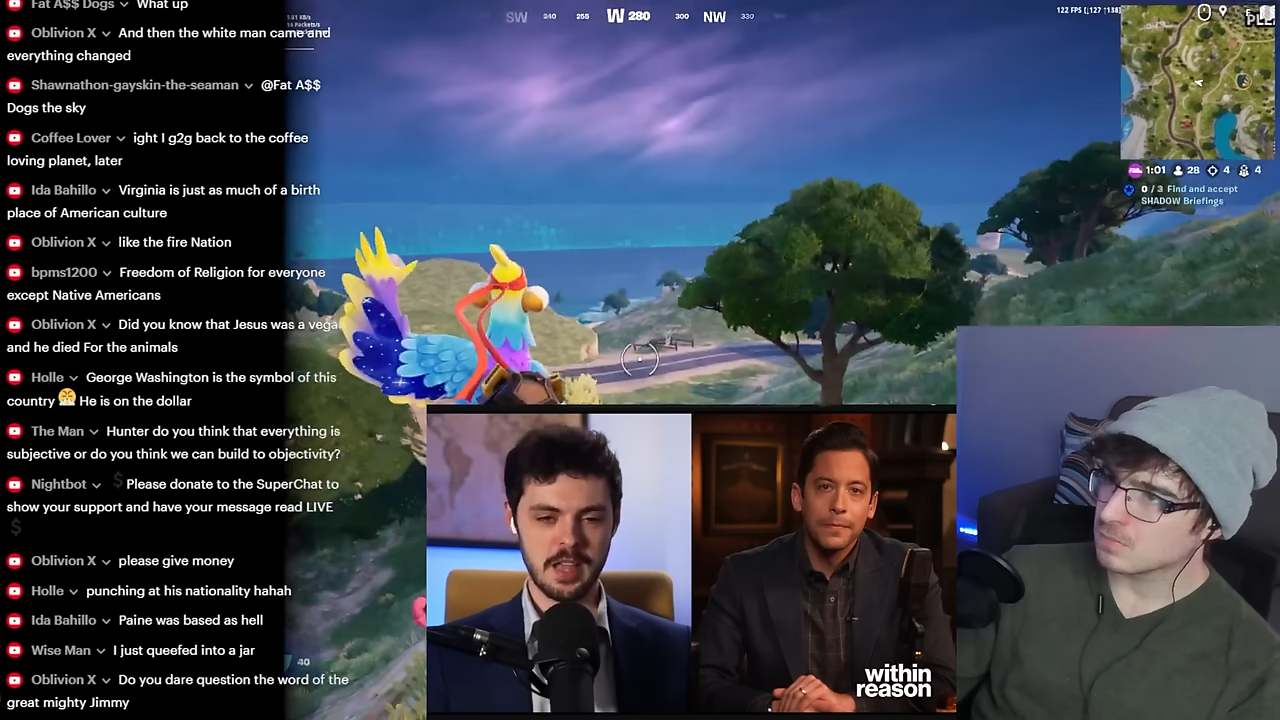 Fat A$$ Dogs What up
Oblivion X And then the white man came and
everything changed
Shawnathon-gayskin-the-seaman @Fat A$$
Dogs the sky
Coffee Lover ight I g2g back to the coffee
loving planet, later
Ida Bahillo Virginia is just as much of a birth
place of American culture
Oblivion X like the fire Nation
bpms1200 Freedom of Religion for everyone
except Native Americans
Oblivion X Did you know that Jesus was a vega
and he died For the animals
Holle George Washington is the symbol of this
country He is on the dollar
The Man Hunter do you think that everything is
subjective or do you think we can build to objectivity?
Nightbot $ Please donate to the SuperChat to
show your support and have your message read LIVE
$
Oblivion X please give money
Holle punching at his nationality hahah
Ida Bahillo Paine was based as hell
Wise Man I just queefed into a jar
Oblivion X Do you dare question the word of the
great mighty Jimmy
SW 240 255 W 280 300 NW 330
122 FPS
1:01 28 4 4
0 / 3 Find and accept
SHADOW Briefings
40
within
reason